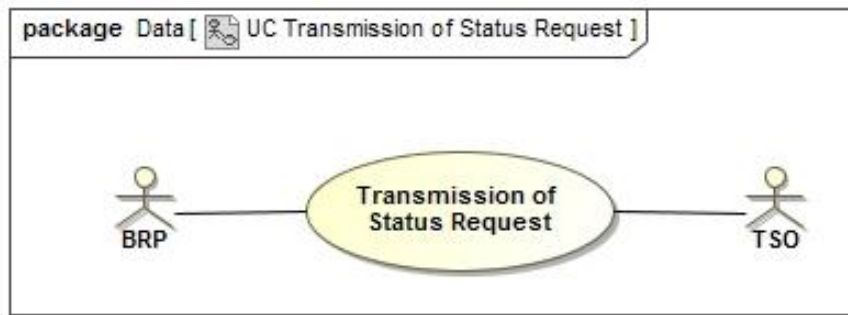 package Data [ UC Transmission of Status Request ]
Transmission of
Status Request
BRP
TSO